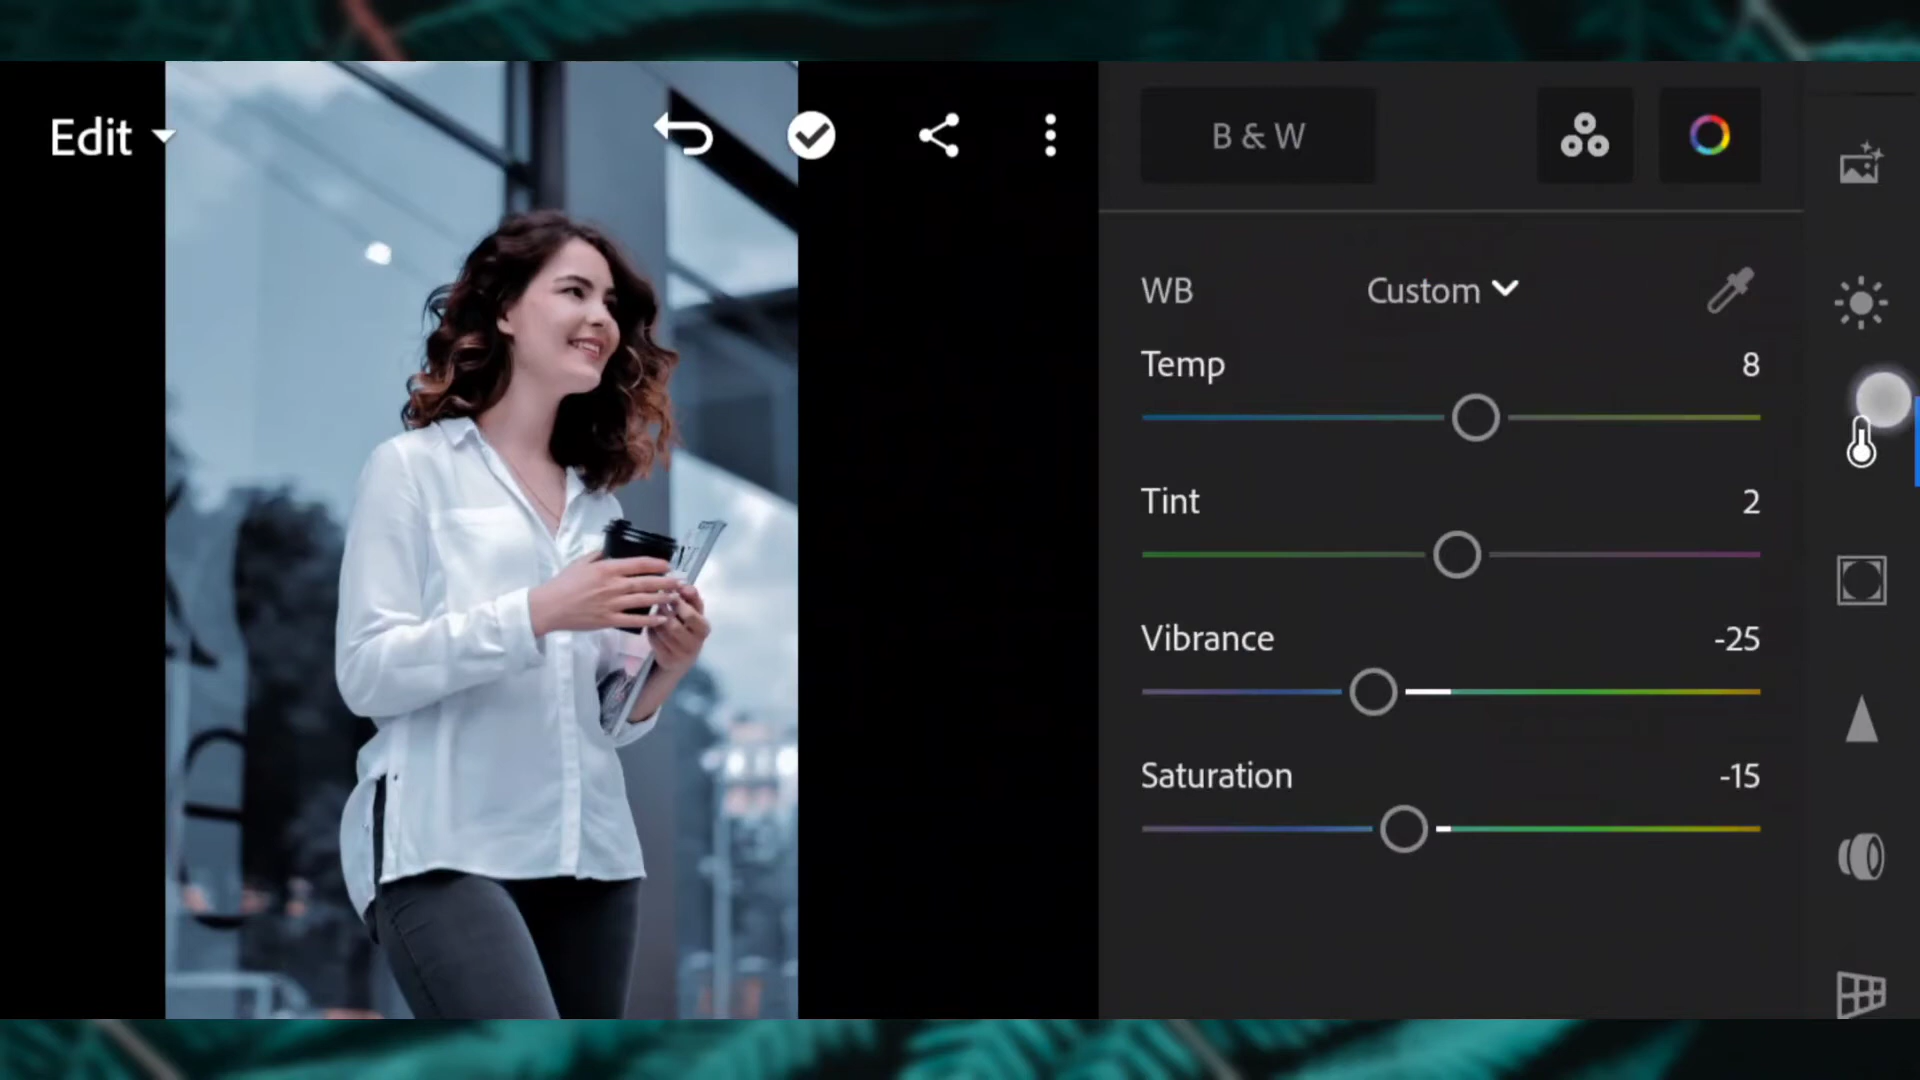 Edit
B & W
WB
Custom
Temp
8
Tint
2
Vibrance
-25
Saturation
-15